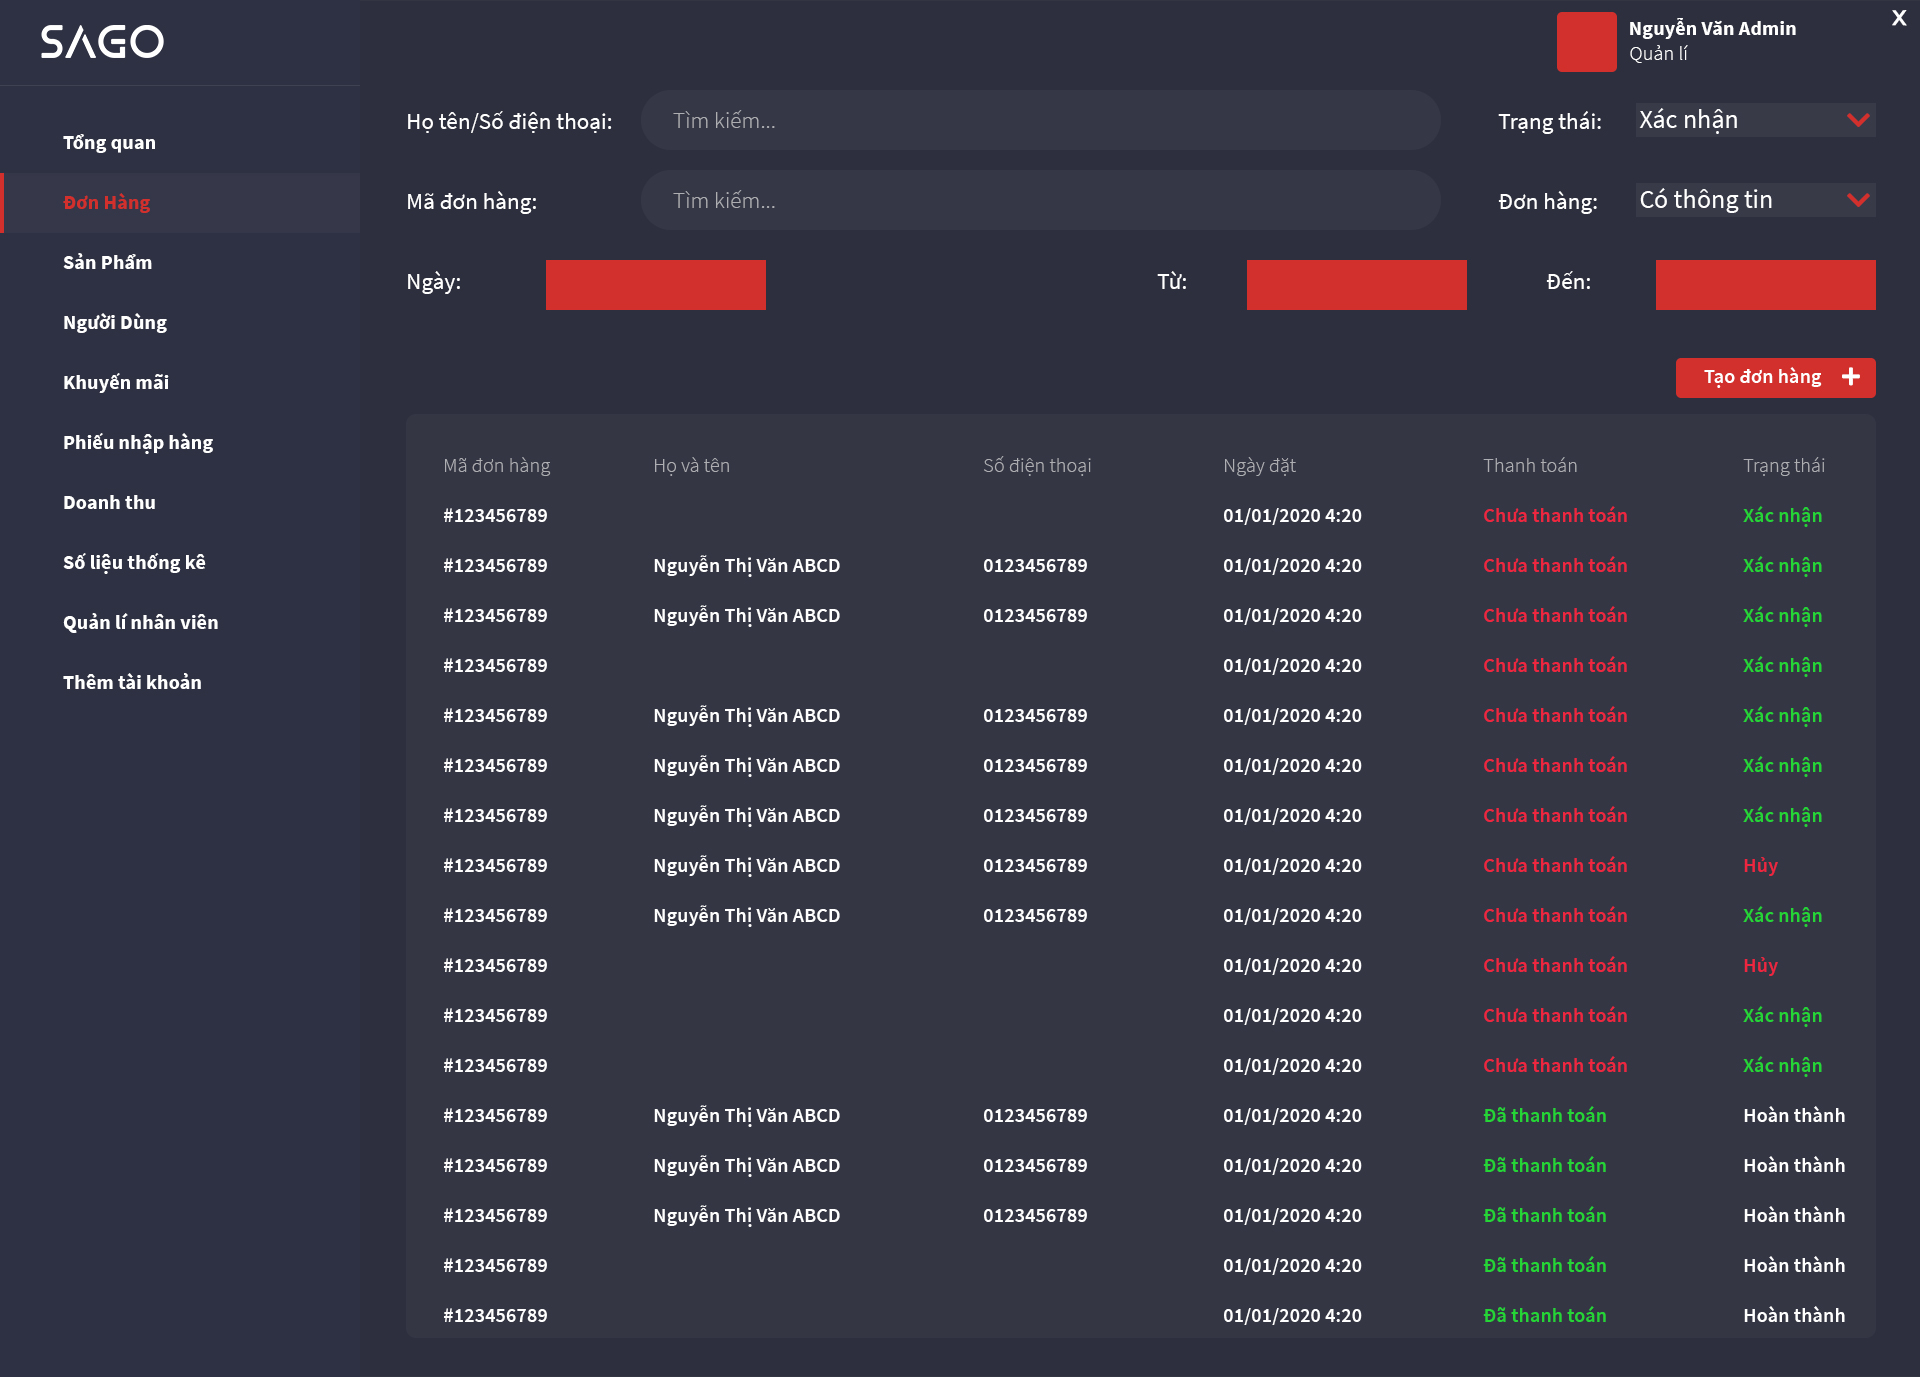 SAGO
Nguyễn Văn Admin
Quản lí
X
Tổng quan
Đơn Hàng
Sản Phẩm
Người Dùng
Khuyến mãi
Phiếu nhập hàng
Doanh thu
Số liệu thống kê
Quản lí nhân viên
Thêm tài khoản
Họ tên/Số điện thoại: Tìm kiếm... Trạng thái: Xác nhận
Mã đơn hàng: Tìm kiếm... Đơn hàng: Có thông tin
Ngày: Từ: Đến:
Tạo đơn hàng
Mã đơn hàng Họ và tên Số điện thoại Ngày đặt Thanh toán Trạng thái
#123456789 01/01/2020 4:20 Chưa thanh toán Xác nhận
#123456789 Nguyễn Thị Văn ABCD 0123456789 01/01/2020 4:20 Chưa thanh toán Xác nhận
#123456789 Nguyễn Thị Văn ABCD 0123456789 01/01/2020 4:20 Chưa thanh toán Xác nhận
#123456789 01/01/2020 4:20 Chưa thanh toán Xác nhận
#123456789 Nguyễn Thị Văn ABCD 0123456789 01/01/2020 4:20 Chưa thanh toán Xác nhận
#123456789 Nguyễn Thị Văn ABCD 0123456789 01/01/2020 4:20 Chưa thanh toán Xác nhận
#123456789 Nguyễn Thị Văn ABCD 0123456789 01/01/2020 4:20 Chưa thanh toán Xác nhận
#123456789 Nguyễn Thị Văn ABCD 0123456789 01/01/2020 4:20 Chưa thanh toán Hủy
#123456789 Nguyễn Thị Văn ABCD 0123456789 01/01/2020 4:20 Chưa thanh toán Xác nhận
#123456789 01/01/2020 4:20 Chưa thanh toán Hủy
#123456789 01/01/2020 4:20 Chưa thanh toán Xác nhận
#123456789 01/01/2020 4:20 Chưa thanh toán Xác nhận
#123456789 Nguyễn Thị Văn ABCD 0123456789 01/01/2020 4:20 Đã thanh toán Hoàn thành
#123456789 Nguyễn Thị Văn ABCD 0123456789 01/01/2020 4:20 Đã thanh toán Hoàn thành
#123456789 Nguyễn Thị Văn ABCD 0123456789 01/01/2020 4:20 Đã thanh toán Hoàn thành
#123456789 01/01/2020 4:20 Đã thanh toán Hoàn thành
#123456789 01/01/2020 4:20 Đã thanh toán Hoàn thành